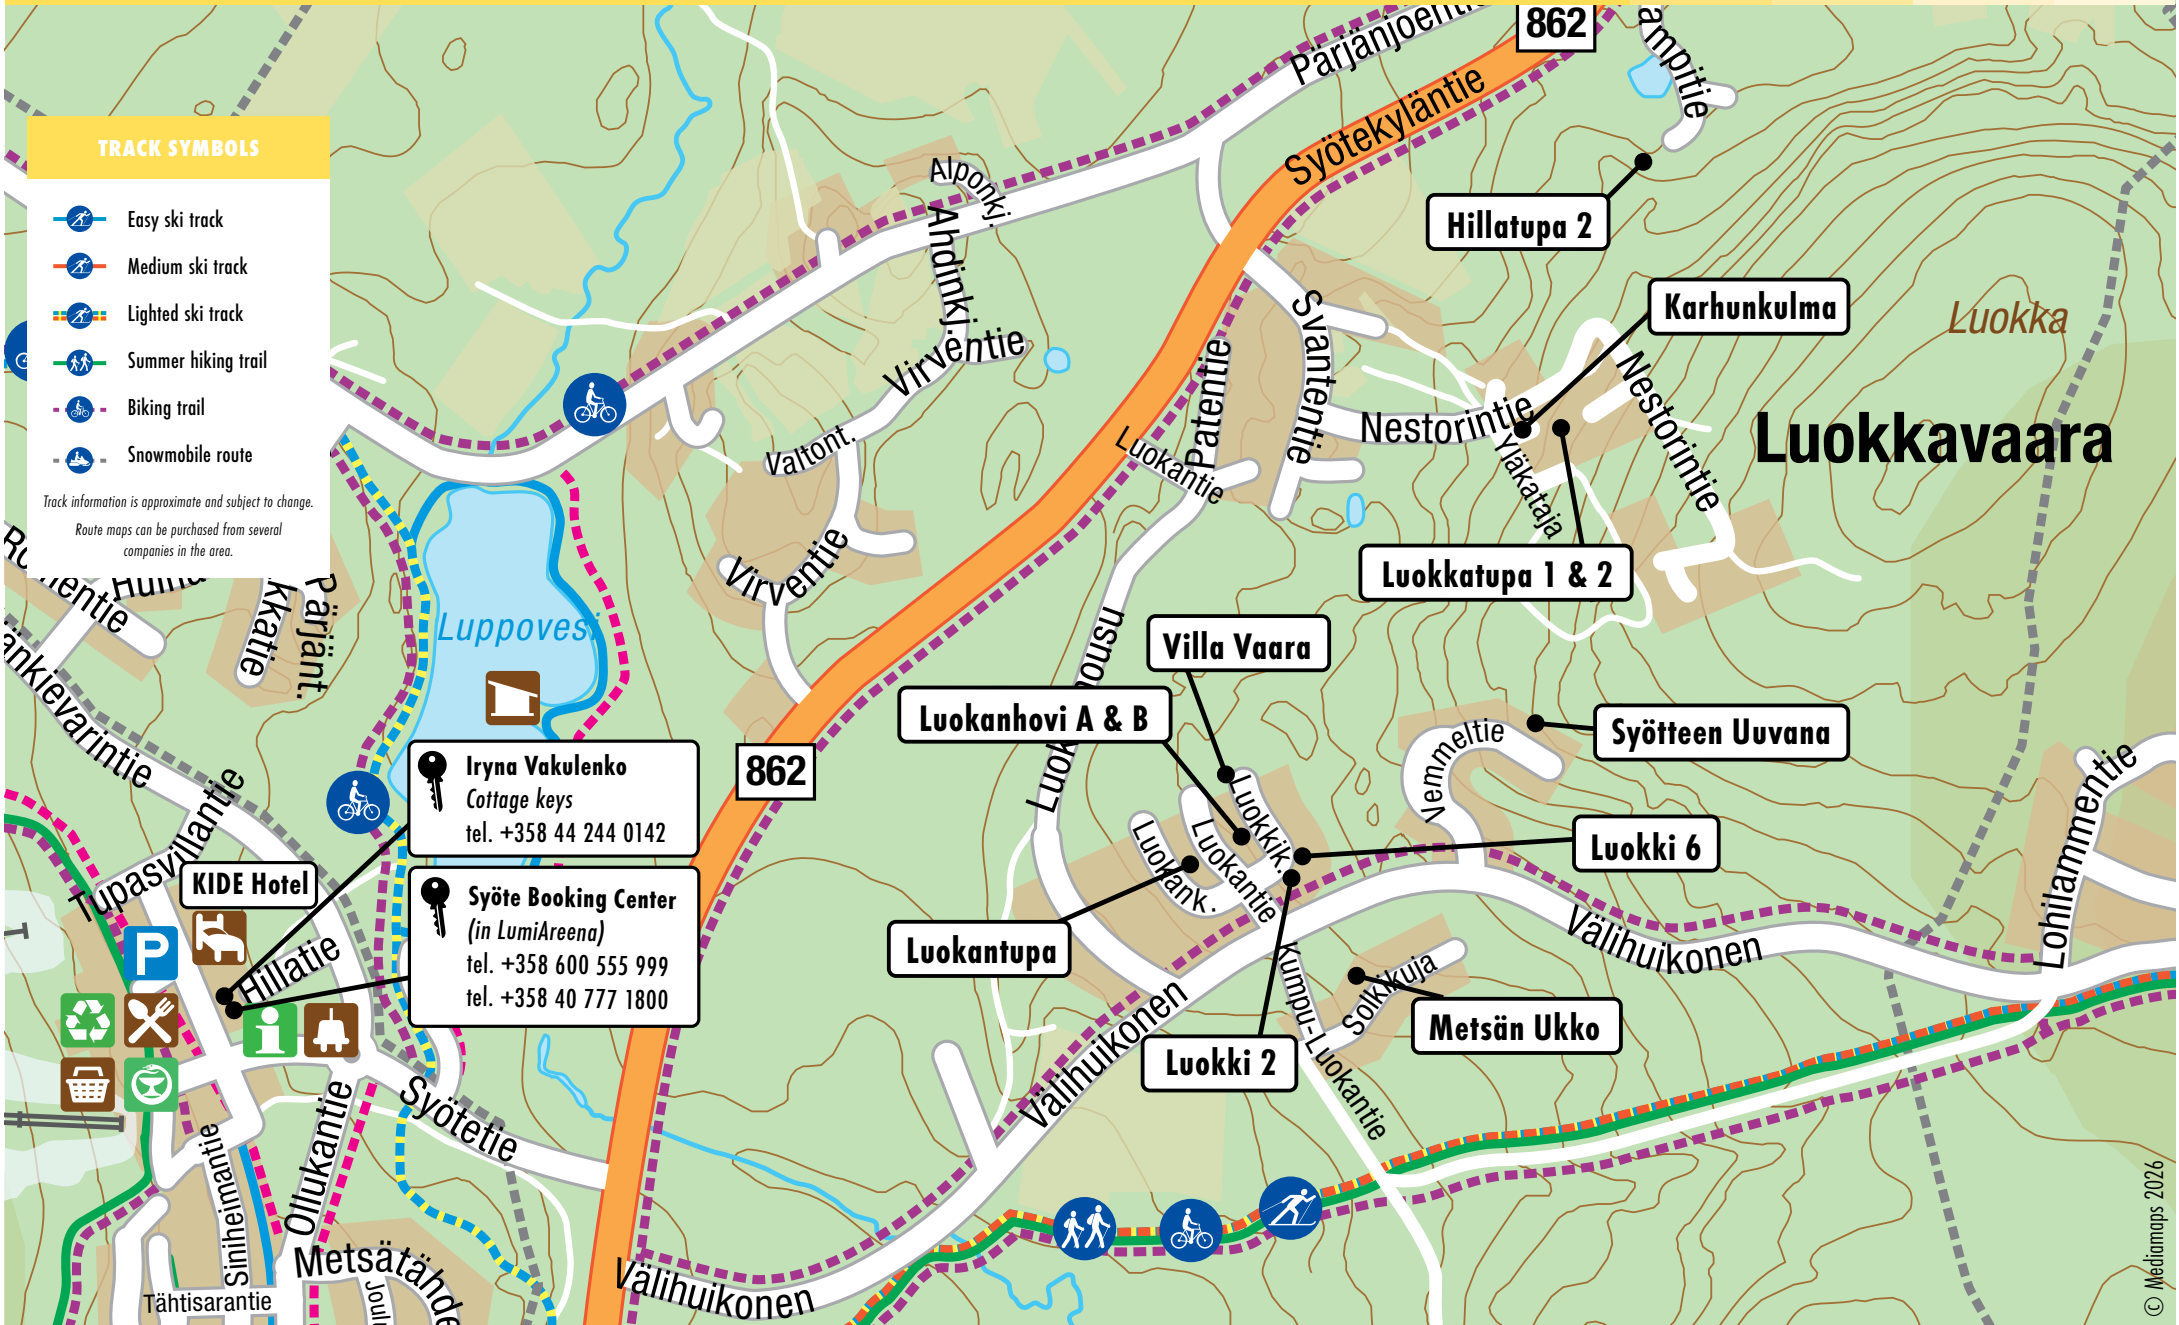 862
Pärjänjoentie
Syötekyläntie
TRACK SYMBOLS
Easy ski track
Medium ski track
Lighted ski track
Summer hiking trail
Biking trail
Snowmobile route
Track information is approximate and subject to change.
Route maps can be purchased from several
companies in the area.
Alponkj.
Ahdinkj.
Virventie
Valtont.
Virventie
Hillatupa 2
Karhunkulma
Luokka
Luokkavaara
Svantentie
Patentie
Luokantie
Nestorintie
Nestorintie
Yläkataja
Luokkatupa 1 & 2
Pärjänt.
Luppovesi
Villa Vaara
Luokanhovi A & B
Syötteen Uuvana
Vemmeltie
862
Iryna Vakulenko
Cottage keys
tel. +358 44 244 0142
Luokki 6
Luokkik.
Luokantie
Luokank.
Lohilammentie
Tupasvillantie
KIDE Hotel
Syöte Booking Center
(in LumiAreena)
tel. +358 600 555 999
tel. +358 40 777 1800
P
Hillatie
Luokantupa
Välihuikonen
Kumpu-Luokantie
Solkikuja
Metsän Ukko
Luokki 2
Välihuikonen
Syötetie
Ollukantie
Siniheimantie
Metsätähde
Tähtisarantie
Välihuikonen
© Mediamaps 2026